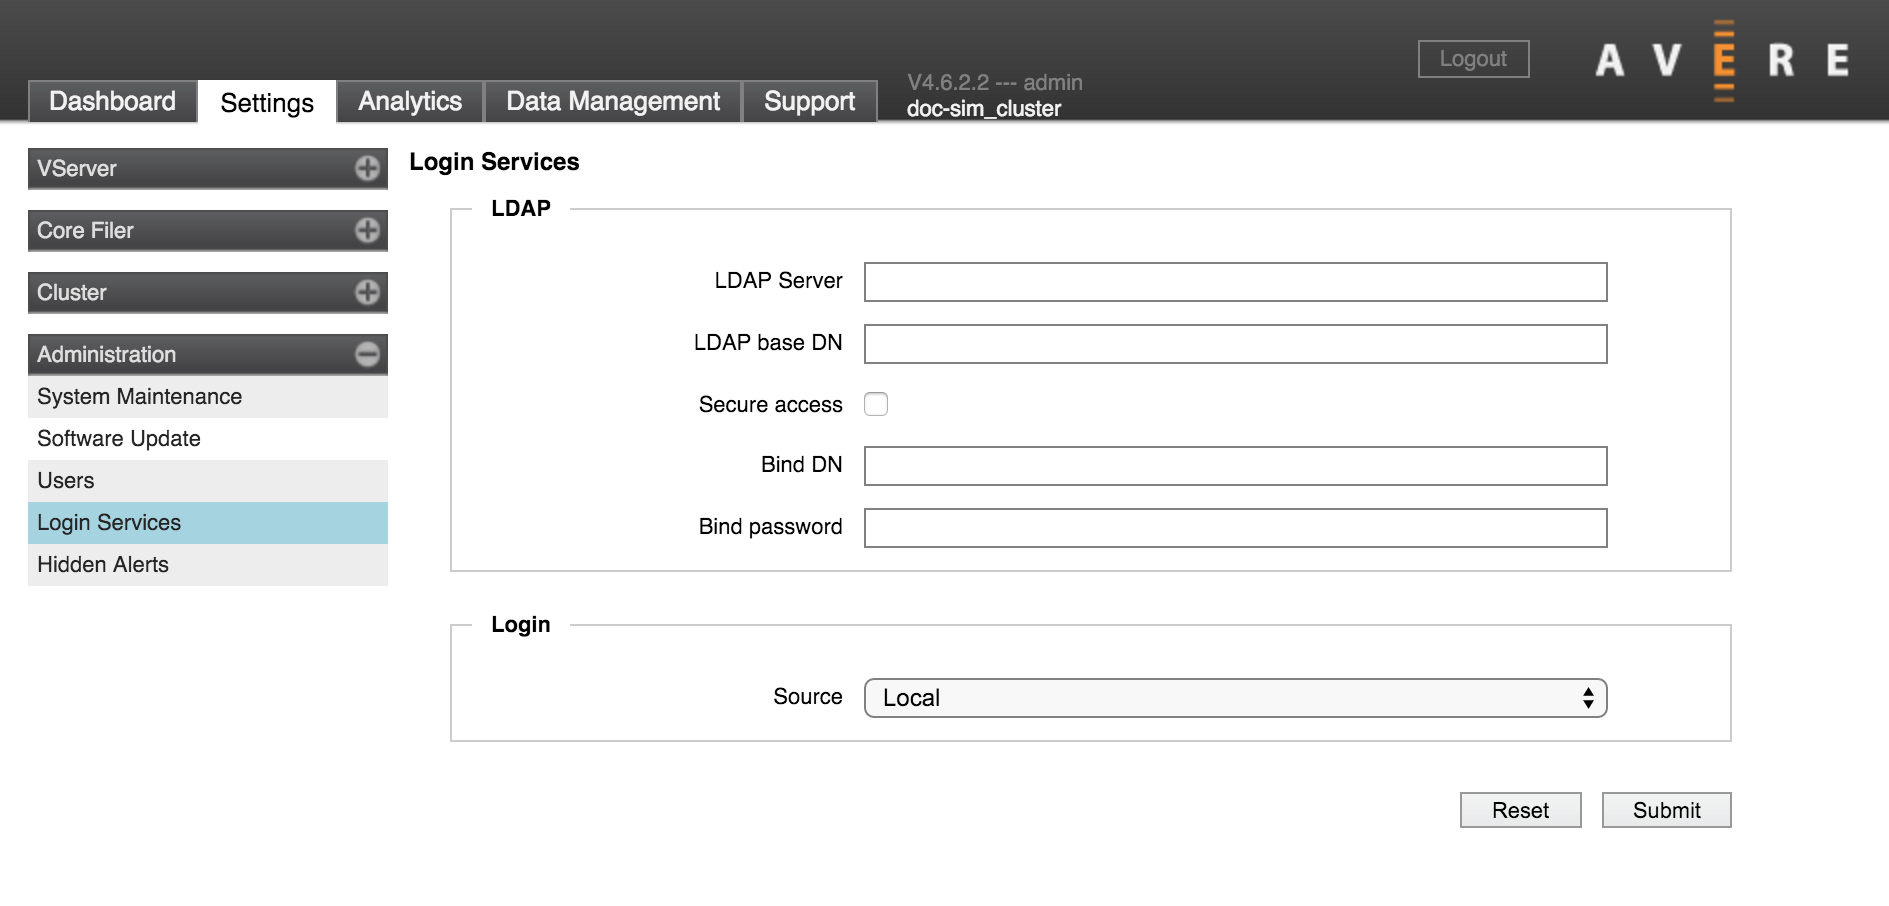 Logout
AVERE
V4.6.2.2 --- admin
Dashboard Settings Analytics Data Management Support doc-sim_cluster
VServer
Core Filer
Cluster
Administration
System Maintenance
Software Update
Users
Login Services
Hidden Alerts
Login Services
LDAP
LDAP Server
LDAP base DN
Secure access
Bind DN
Bind password
Login
Source Local
Reset Submit